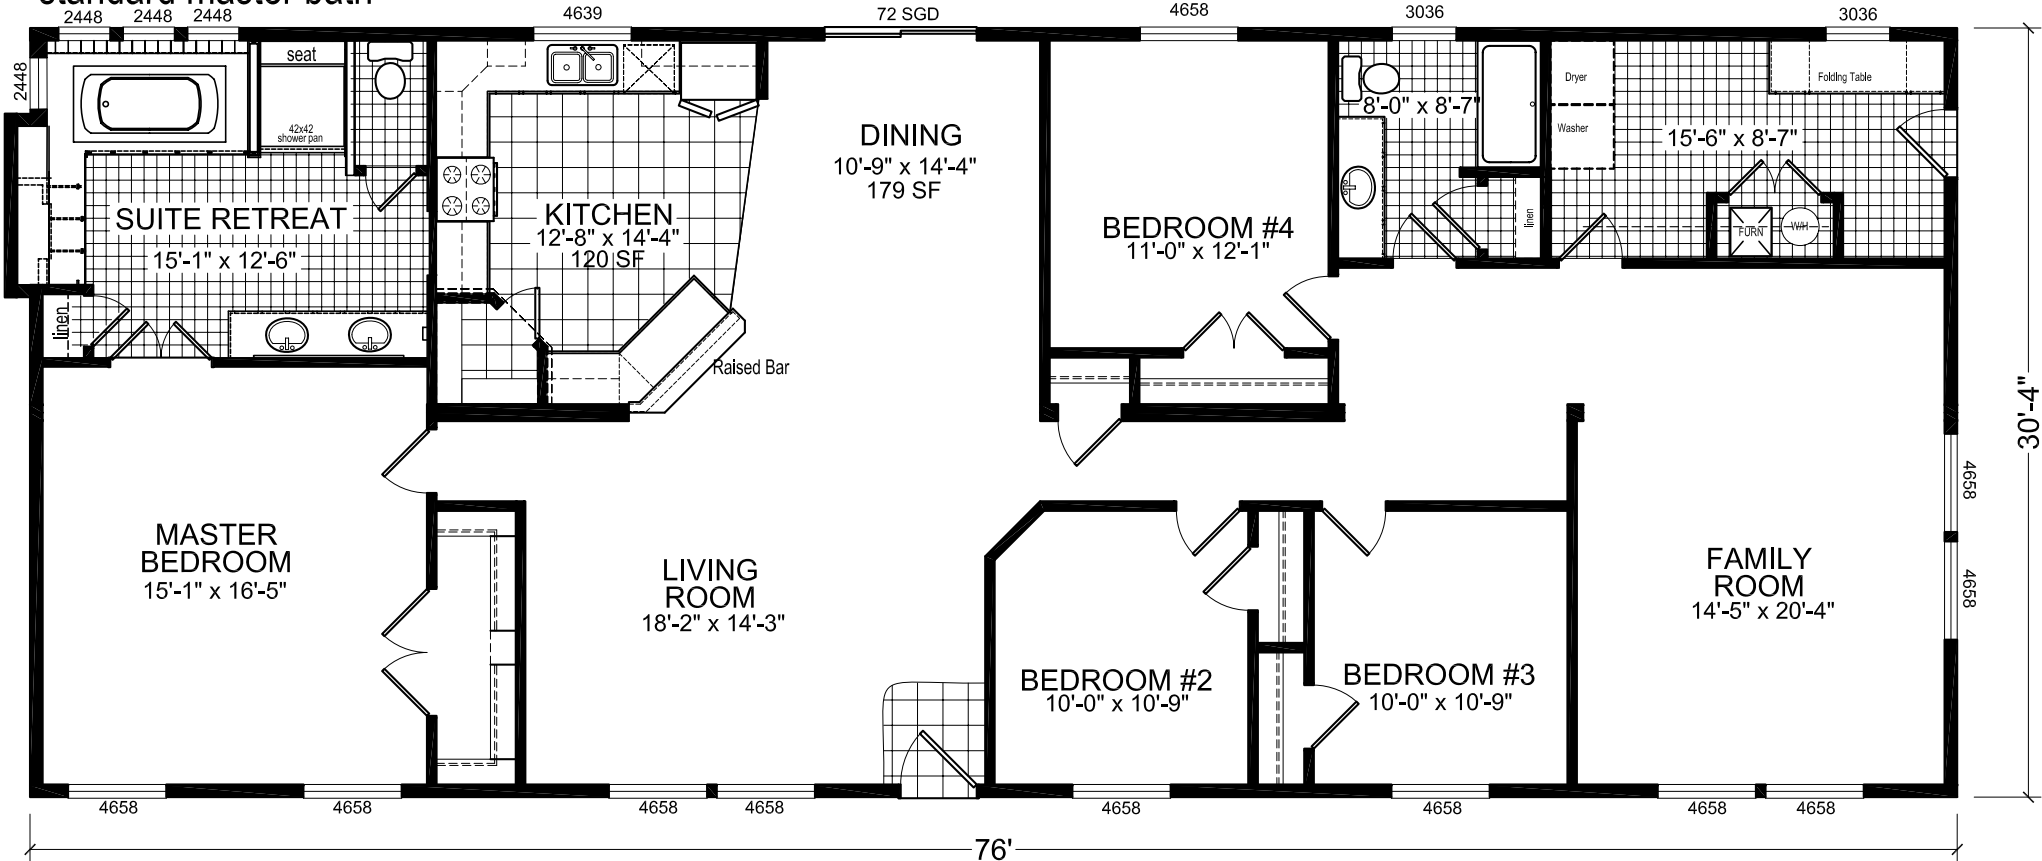 standard master bath
2448
2448
2448
4639
72 SGD
4658
3036
3036
2448
seat
42x42
shower pan
SUITE RETREAT
15'-1" x 12'-6"
linen
KITCHEN
12'-8" x 14'-4"
120 SF
Raised Bar
DINING
10'-9" x 14'-4"
179 SF
BEDROOM #4
11'-0" x 12'-1"
8'-0" x 8'-7"
linen
Dryer
Washer
Folding Table
15'-6" x 8'-7"
FURN
W/H
30'-4"
4658
4658
MASTER
BEDROOM
15'-1" x 16'-5"
LIVING
ROOM
18'-2" x 14'-3"
BEDROOM #2
10'-0" x 10'-9"
BEDROOM #3
10'-0" x 10'-9"
FAMILY
ROOM
14'-5" x 20'-4"
4658
4658
4658
4658
4658
4658
4658
4658
76'